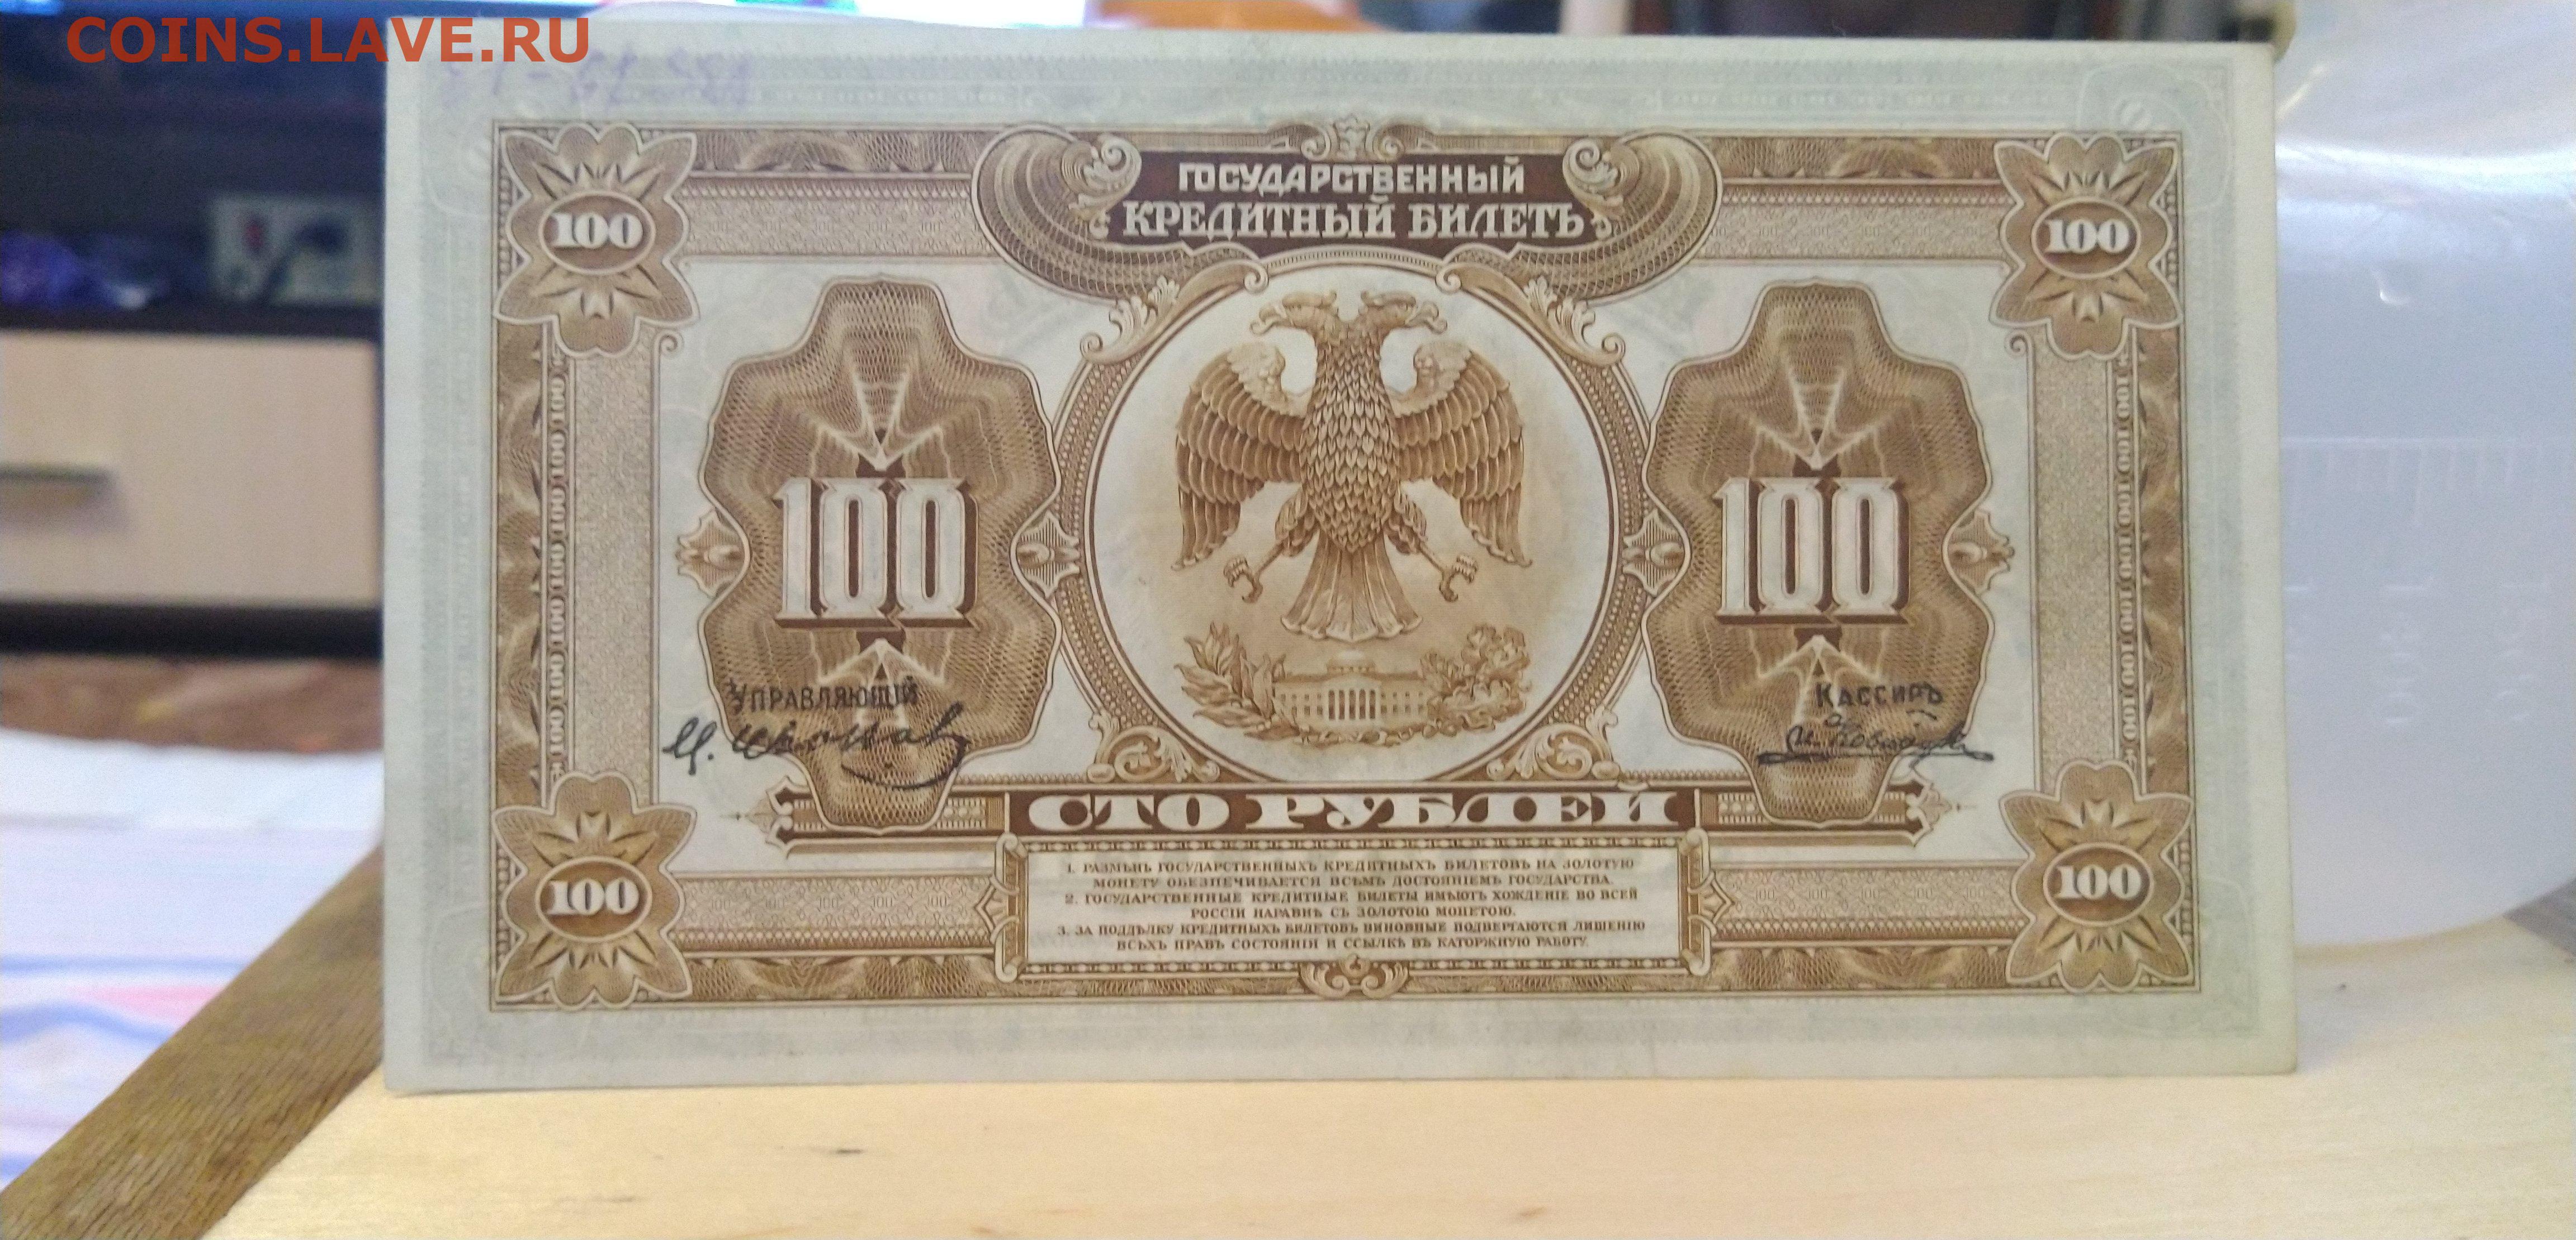 COINS.LAVE.RU
ГОСУДАРСТВЕННЫЙ
КРЕДИТНЫЙ БИЛЕТЪ
100
100
100
100
УПРАВЛЯЮЩІЙ
КАССИРЪ
СТО РУБЛЕЙ
1. РАЗМѢНЪ ГОСУДАРСТВЕННЫХЪ КРЕДИТНЫХЪ БИЛЕТОВЪ НА ЗОЛОТУЮ
МОНЕТУ ОБЕЗПЕЧИВАЕТСЯ ВСѢМЪ ДОСТОЯНІЕМЪ ГОСУДАРСТВА.
2. ГОСУДАРСТВЕННЫЕ КРЕДИТНЫЕ БИЛЕТЫ ИМѢЮТЪ ХОЖДЕНІЕ ВО ВСЕЙ
РОССІИ НАРАВНѢ СЪ ЗОЛОТОЮ МОНЕТОЮ.
3. ЗА ПОДДѢЛКУ КРЕДИТНЫХЪ БИЛЕТОВЪ ВИНОВНЫЕ ПОДВЕРГАЮТСЯ ЛИШЕНІЮ
ВСѢХЪ ПРАВЪ СОСТОЯНІЯ И ССЫЛКѢ ВЪ КАТОРЖНУЮ РАБОТУ.
100
100